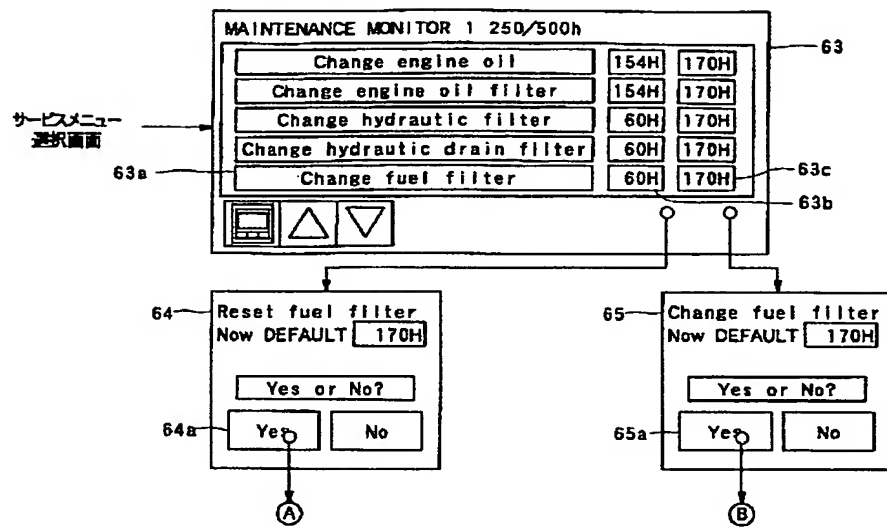 MAINTENANCE MONITOR 1 250/500h
63
Change engine oil 154H 170H
Change engine oil filter 154H 170H
Change hydrautic filter 60H 170H
Change hydrautic drain filter 60H 170H
Change fuel filter 60H 170H
サービスメニュー
選択画面
63a
63c
63b
64
Reset fuel filter
Now DEFAULT 170H
Yes or No?
64a
Yes No
A
65
Change fuel filter
Now DEFAULT 170H
Yes or No?
65a
Yes No
B